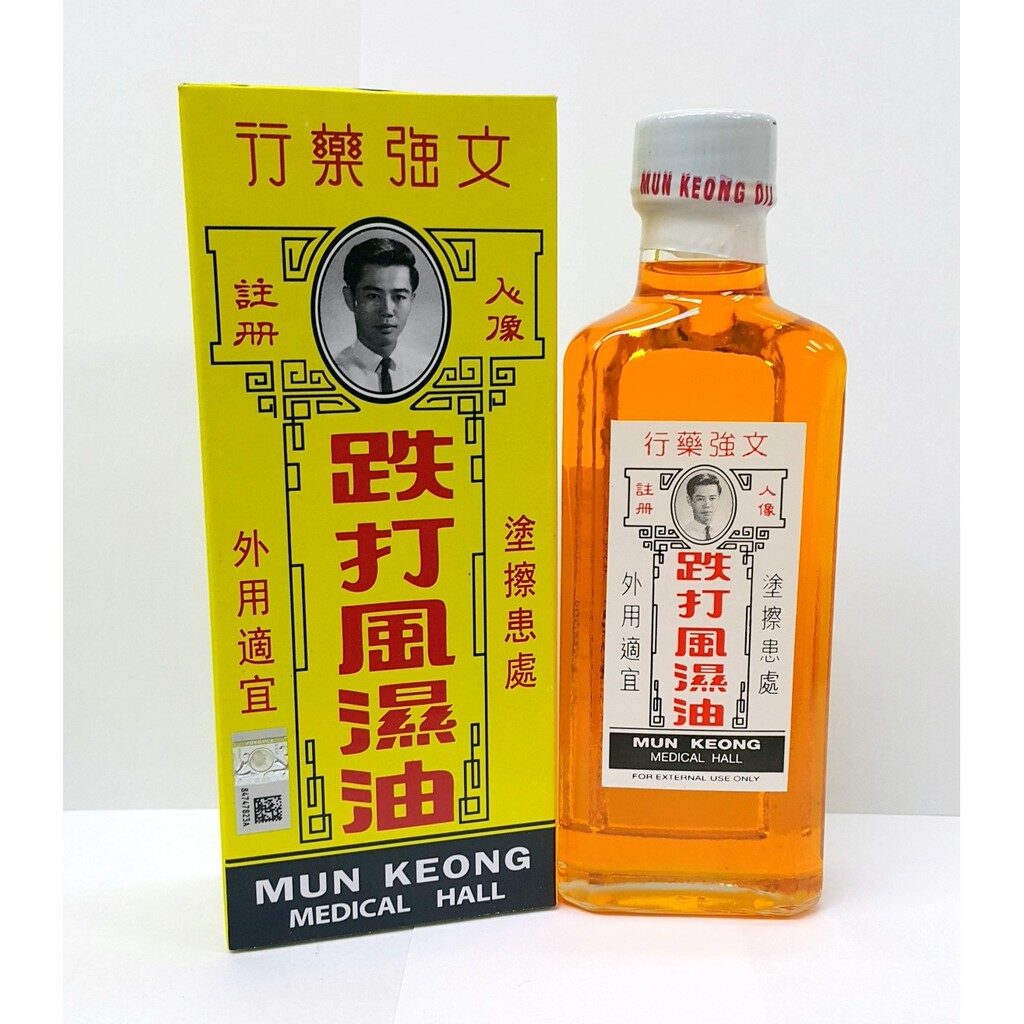 文強藥行
人像
註冊
跌打風濕油
塗擦患處
外用適宜
84747823A
MUN KEONG
MEDICAL HALL
MUN KEONG OIL
文強藥行
人像
註冊
跌打風濕油
塗擦患處
外用適宜
MUN KEONG
MEDICAL HALL
FOR EXTERNAL USE ONLY